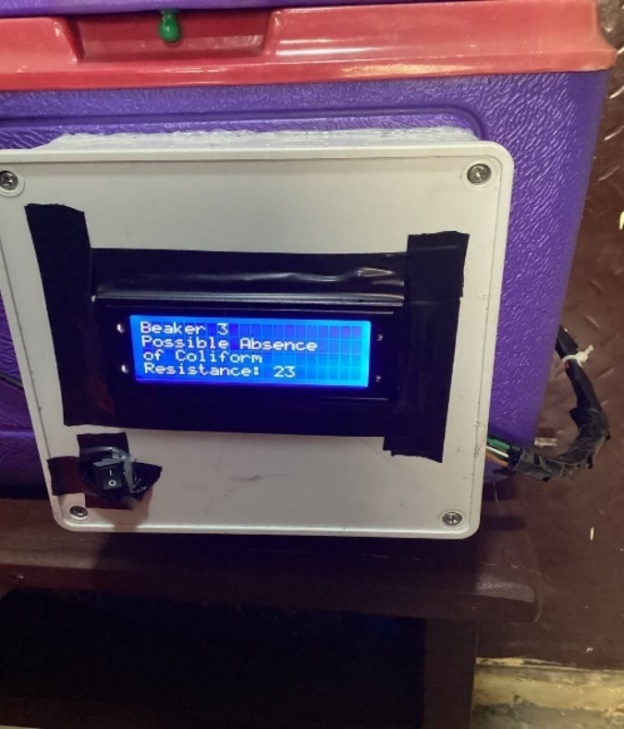 Beaker 3
Possible Absence
of Coliform
Resistance: 23